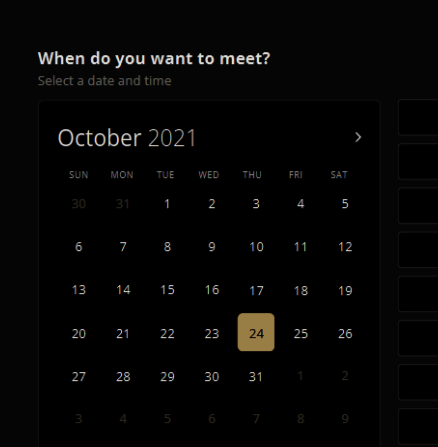 When do you want to meet?
Select a date and time
October 2021
SUN MON TUE WED THU FRI SAT
30 31 1 2 3 4 5
6 7 8 9 10 11 12
13 14 15 16 17 18 19
20 21 22 23 24 25 26
27 28 29 30 31 1 2
3 4 5 6 7 8 9